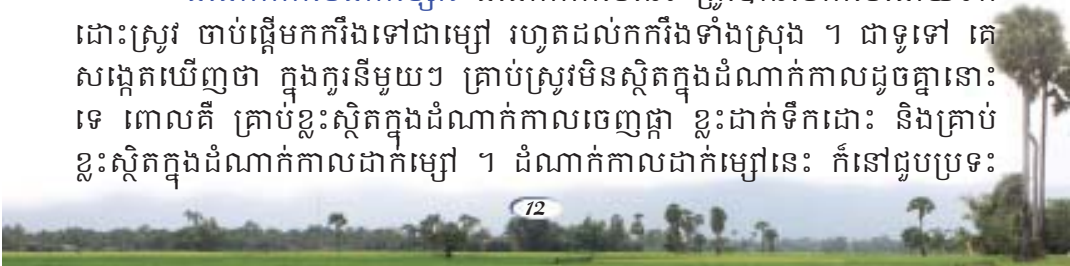 ដោះស្រូវ ចាប់ផ្តើមកករឹងទៅជាម្សៅ រហូតដល់កករឹងទាំងស្រុង ។ ជាទូទៅ គេ
សង្កេតឃើញថា ក្នុងកួរនីមួយៗ គ្រាប់ស្រូវមិនស្ថិតក្នុងដំណាក់កាលដូចគ្នានោះ
ទេ ពោលគឺ គ្រាប់ខ្លះស្ថិតក្នុងដំណាក់កាលចេញផ្កា ខ្លះដាក់ទឹកដោះ និងគ្រាប់
ខ្លះស្ថិតក្នុងដំណាក់កាលដាក់ម្សៅ ។ ដំណាក់កាលដាក់ម្សៅនេះ ក៏នៅជួបប្រទះ
12